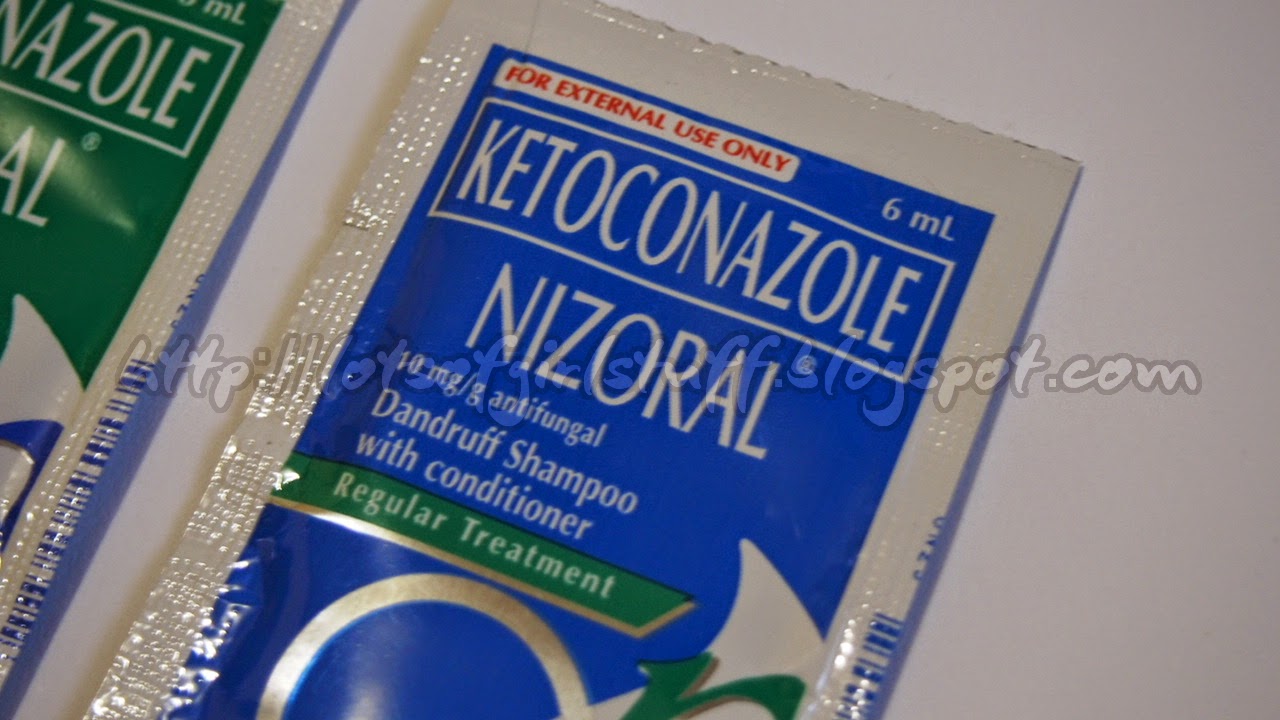 mL
NAZOLE
AL®
FOR EXTERNAL USE ONLY
6 mL
KETOCONAZOLE
NIZORAL®
10 mg/g antifungal
Dandruff Shampoo
with conditioner
Regular Treatment
n
http://lotsofgirlstuff.blogspot.com